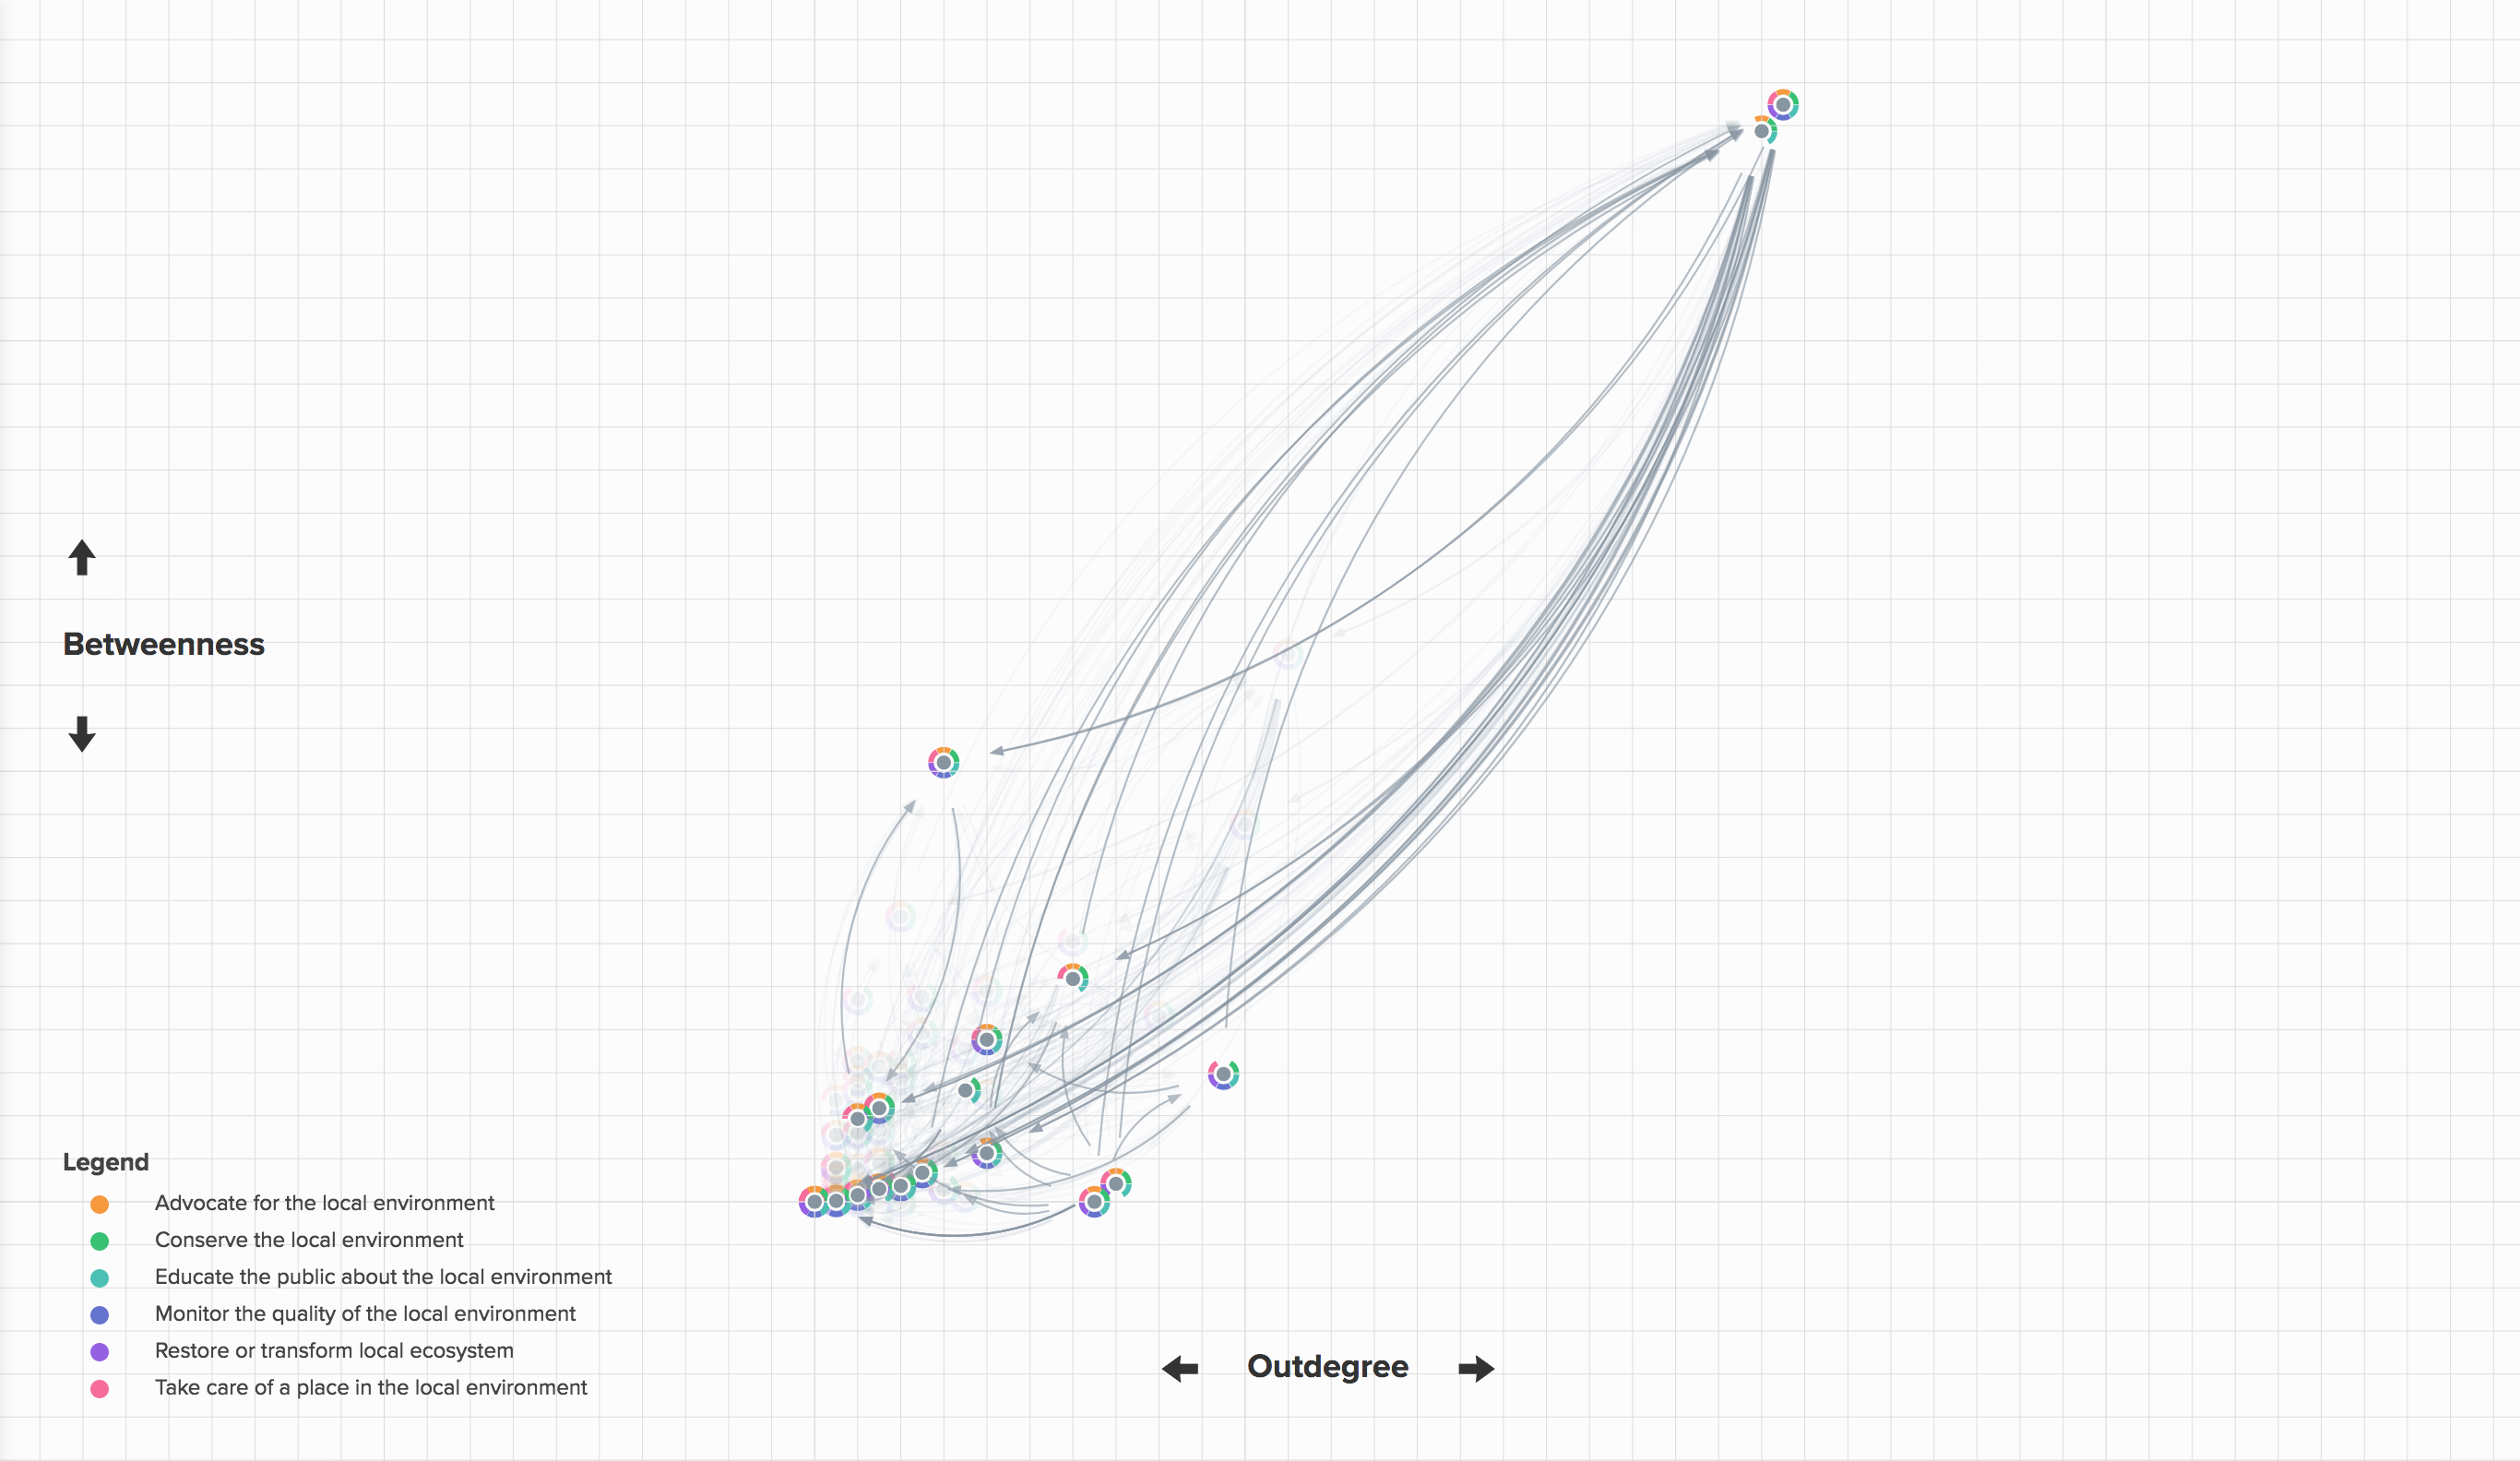 Betweenness
Legend
Advocate for the local environment
Conserve the local environment
Educate the public about the local environment
Monitor the quality of the local environment
Restore or transform local ecosystem
Take care of a place in the local environment
Outdegree